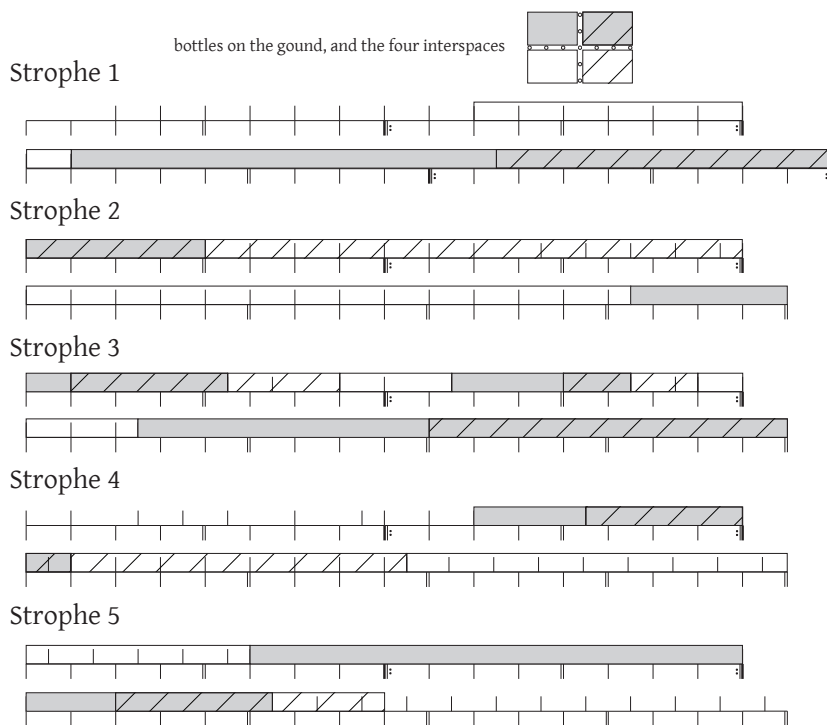 bottles on the gound, and the four interspaces
Strophe 1
Strophe 2
Strophe 3
Strophe 4
Strophe 5